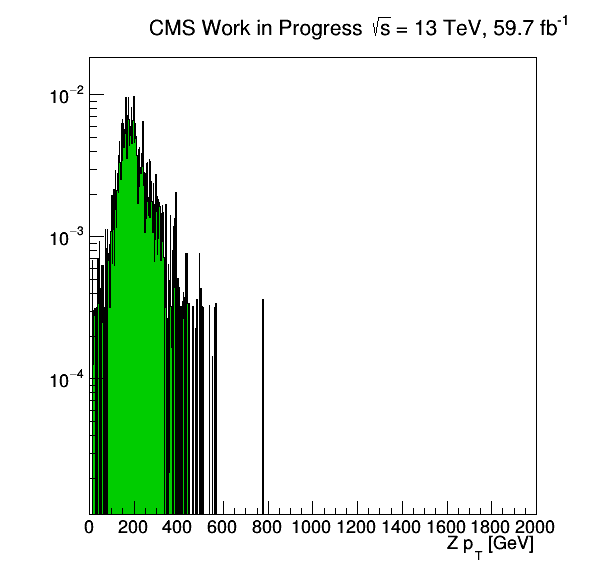 CMS Work in Progress √s = 13 TeV, 59.7 fb⁻¹
10⁻²
10⁻³
10⁻⁴
0 200 400 600 800 1000 1200 1400 1600 1800 2000
Z p_T [GeV]